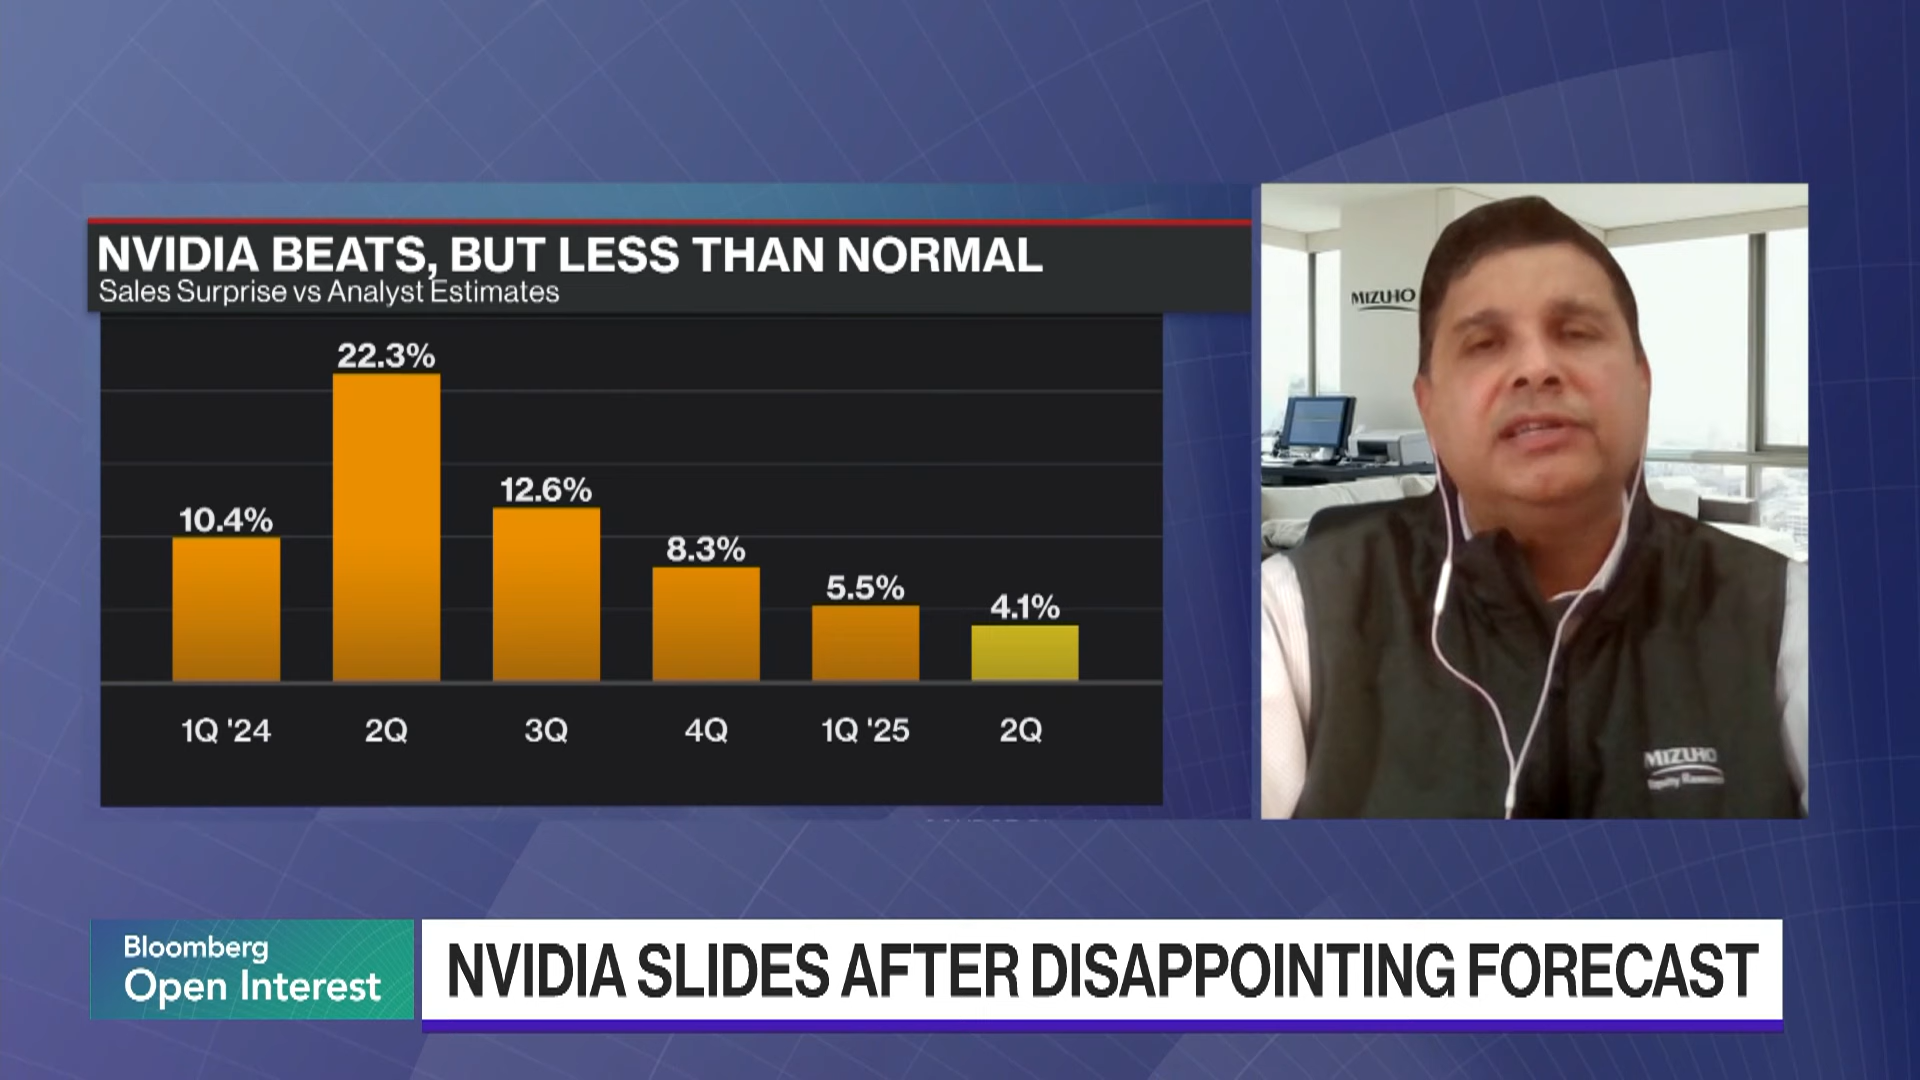 NVIDIA BEATS, BUT LESS THAN NORMAL
Sales Surprise vs Analyst Estimates
22.3%
12.6%
10.4%
8.3%
5.5%
4.1%
1Q '24
2Q
3Q
4Q
1Q '25
2Q
MIZUHO
MIZUHO
Equity Research
Bloomberg
Open Interest
NVIDIA SLIDES AFTER DISAPPOINTING FORECAST